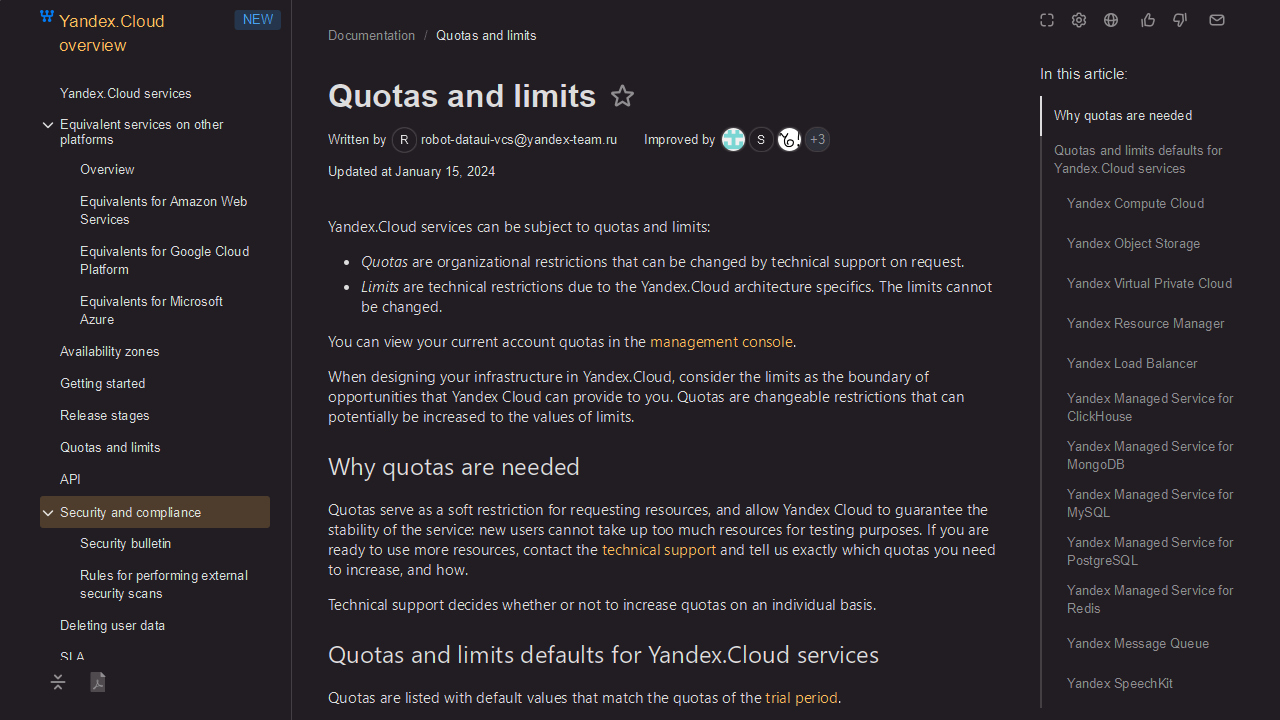 Yandex.Cloud
overview
NEW
Yandex.Cloud services
Equivalent services on other
platforms
Overview
Equivalents for Amazon Web
Services
Equivalents for Google Cloud
Platform
Equivalents for Microsoft
Azure
Availability zones
Getting started
Release stages
Quotas and limits
API
Security and compliance
Security bulletin
Rules for performing external
security scans
Deleting user data
SLA
Documentation / Quotas and limits
Quotas and limits
Written by R robot-dataui-vcs@yandex-team.ru Improved by S +3
Updated at January 15, 2024
Yandex.Cloud services can be subject to quotas and limits:
• Quotas are organizational restrictions that can be changed by technical support on request.
• Limits are technical restrictions due to the Yandex.Cloud architecture specifics. The limits cannot
be changed.
You can view your current account quotas in the management console.
When designing your infrastructure in Yandex.Cloud, consider the limits as the boundary of
opportunities that Yandex Cloud can provide to you. Quotas are changeable restrictions that can
potentially be increased to the values of limits.
Why quotas are needed
Quotas serve as a soft restriction for requesting resources, and allow Yandex Cloud to guarantee the
stability of the service: new users cannot take up too much resources for testing purposes. If you are
ready to use more resources, contact the technical support and tell us exactly which quotas you need
to increase, and how.
Technical support decides whether or not to increase quotas on an individual basis.
Quotas and limits defaults for Yandex.Cloud services
Quotas are listed with default values that match the quotas of the trial period.
In this article:
Why quotas are needed
Quotas and limits defaults for
Yandex.Cloud services
Yandex Compute Cloud
Yandex Object Storage
Yandex Virtual Private Cloud
Yandex Resource Manager
Yandex Load Balancer
Yandex Managed Service for
ClickHouse
Yandex Managed Service for
MongoDB
Yandex Managed Service for
MySQL
Yandex Managed Service for
PostgreSQL
Yandex Managed Service for
Redis
Yandex Message Queue
Yandex SpeechKit